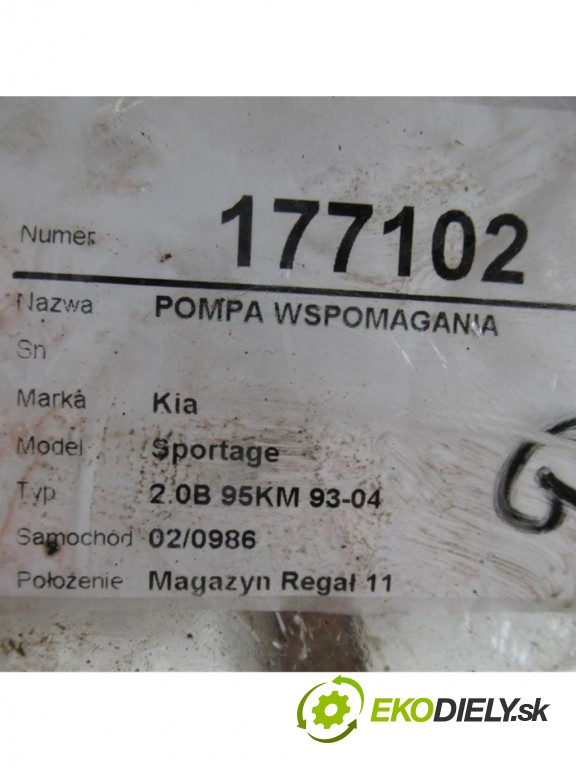 Numer 177102
Nazwa POMPA WSPOMAGANIA
Sn
Marka Kia
Model Sportage
Typ 2.0B 95KM 93-04
Samochód 02/0986
Położenie Magazyn Regał 11
EKODIELY.sk